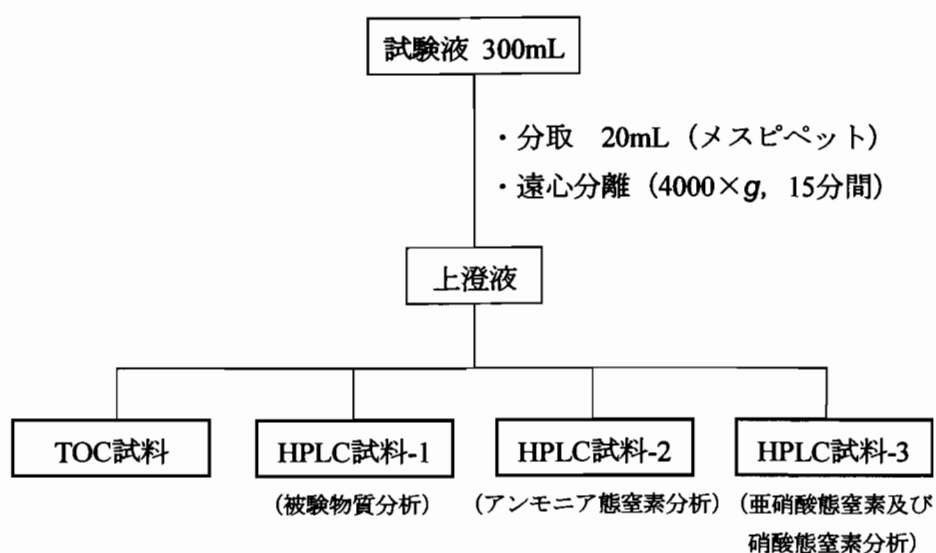 試験液 300mL
・分取 20mL（メスピペット）
・遠心分離（4000×g, 15分間）
上澄液
TOC試料
HPLC試料-1
HPLC試料-2
HPLC試料-3
(被験物質分析)
(アンモニア態窒素分析)
(亜硝酸態窒素及び
硝酸態窒素分析)